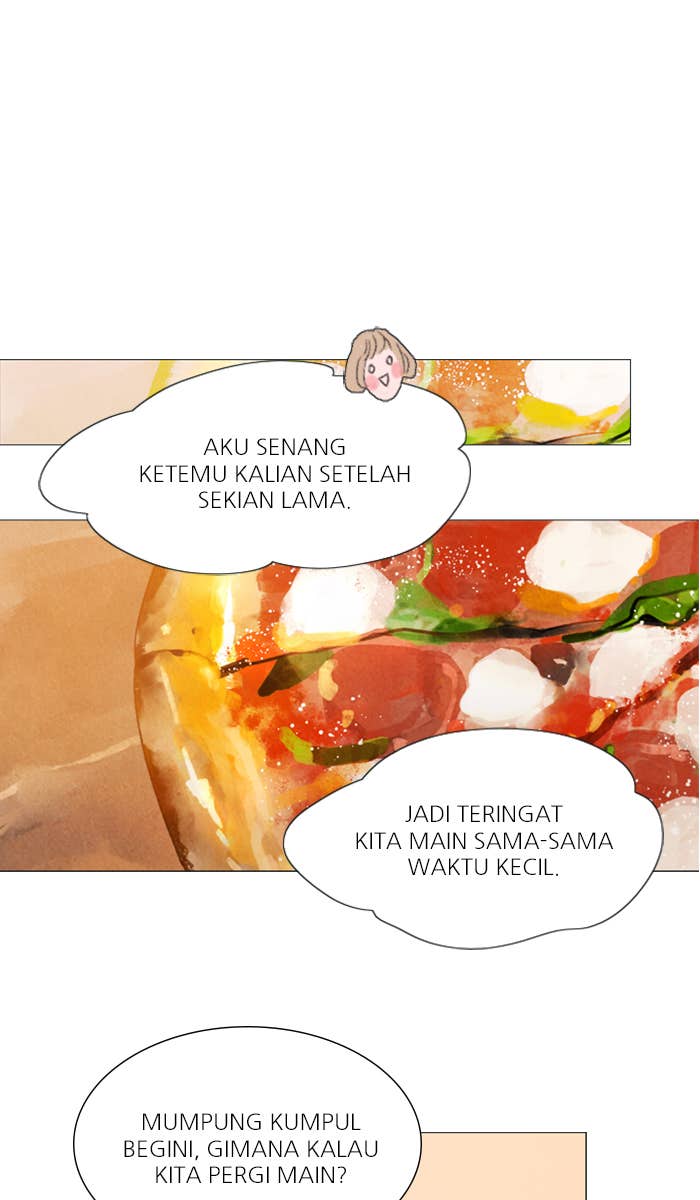 AKU SENANG
KETEMU KALIAN SETELAH
SEKIAN LAMA.
JADI TERINGAT
KITA MAIN SAMA-SAMA
WAKTU KECIL.
MUMPUNG KUMPUL
BEGINI, GIMANA KALAU
KITA PERGI MAIN?